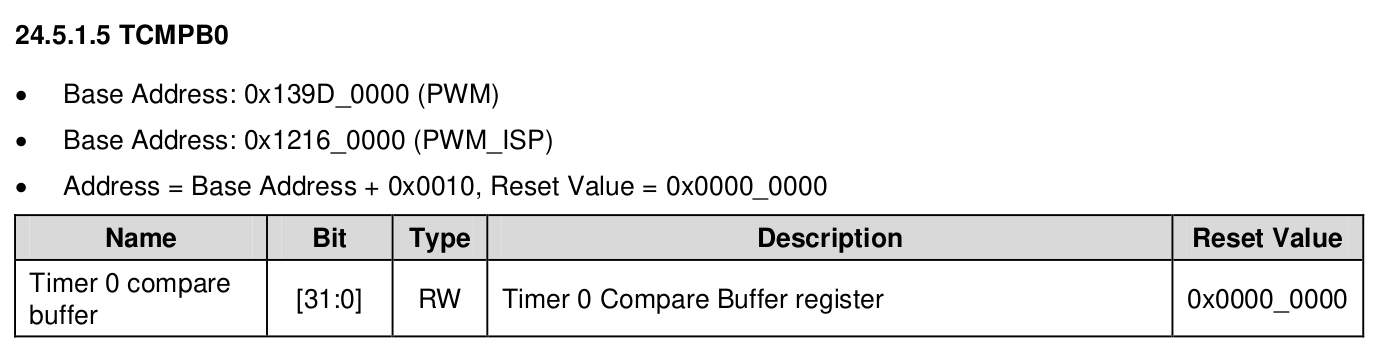 24.5.1.5 TCMPB0
• Base Address: 0x139D_0000 (PWM)
• Base Address: 0x1216_0000 (PWM_ISP)
• Address = Base Address + 0x0010, Reset Value = 0x0000_0000
Name Bit Type Description Reset Value
Timer 0 compare
buffer [31:0] RW Timer 0 Compare Buffer register 0x0000_0000